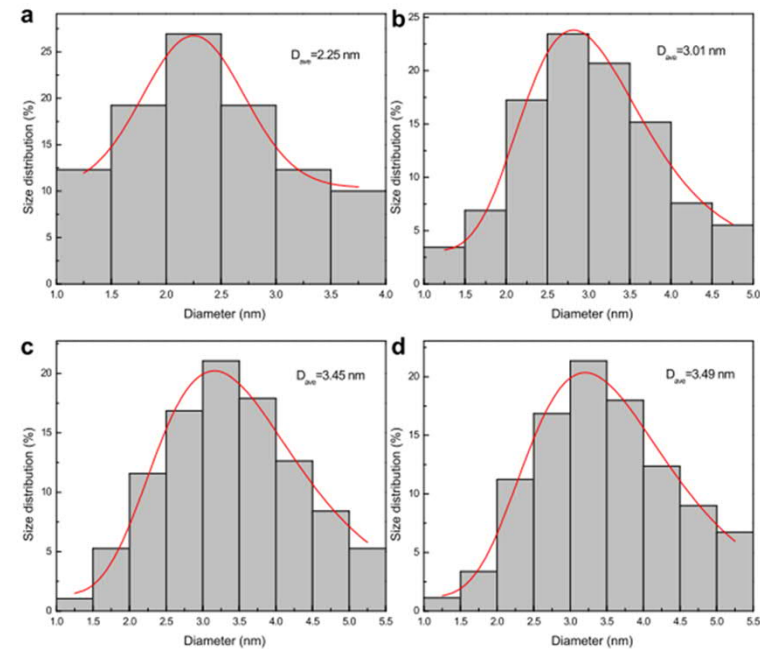 a
D_ave=2.25 nm
Size distribution (%)
25
20
15
10
5
0
1.0 1.5 2.0 2.5 3.0 3.5 4.0
Diameter (nm)
b
D_ave=3.01 nm
Size distribution (%)
25
20
15
10
5
0
1.0 1.5 2.0 2.5 3.0 3.5 4.0 4.5 5.0
Diameter (nm)
c
D_ave=3.45 nm
Size distribution (%)
20
15
10
5
0
1.0 1.5 2.0 2.5 3.0 3.5 4.0 4.5 5.0 5.5
Diameter (nm)
d
D_ave=3.49 nm
Size distribution (%)
20
15
10
5
0
1.0 1.5 2.0 2.5 3.0 3.5 4.0 4.5 5.0 5.5
Diameter (nm)